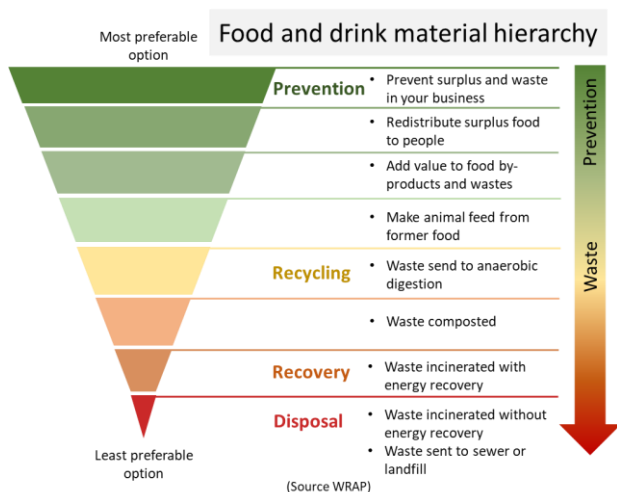 Food and drink material hierarchy
Most preferable
option
Prevention
• Prevent surplus and waste
in your business
• Redistribute surplus food
to people
• Add value to food by-
products and wastes
• Make animal feed from
former food
Recycling
• Waste send to anaerobic
digestion
• Waste composted
Recovery
• Waste incinerated with
energy recovery
Disposal
• Waste incinerated without
energy recovery
• Waste sent to sewer or
landfill
Least preferable
option
(Source WRAP)
Prevention
Waste